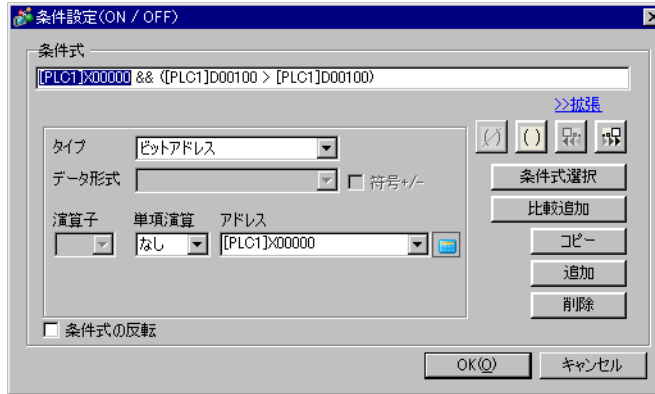 条件設定(ON / OFF)
条件式
[PLC1]X00000 && ([PLC1]D00100 > [PLC1]D00100)
>>拡張
タイプ
ビットアドレス
( )
データ形式
符号+/-
条件式選択
演算子
単項演算
アドレス
比較追加
なし
[PLC1]X00000
コピー
追加
削除
条件式の反転
OK(O)
キャンセル